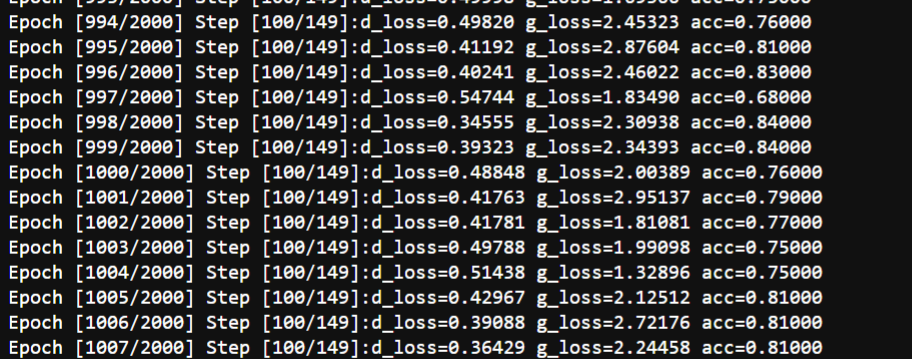 Epoch [994/2000] Step [100/149]:d_loss=0.49820 g_loss=2.45323 acc=0.76000
Epoch [995/2000] Step [100/149]:d_loss=0.41192 g_loss=2.87604 acc=0.81000
Epoch [996/2000] Step [100/149]:d_loss=0.40241 g_loss=2.46022 acc=0.83000
Epoch [997/2000] Step [100/149]:d_loss=0.54744 g_loss=1.83490 acc=0.68000
Epoch [998/2000] Step [100/149]:d_loss=0.34555 g_loss=2.30938 acc=0.84000
Epoch [999/2000] Step [100/149]:d_loss=0.39323 g_loss=2.34393 acc=0.84000
Epoch [1000/2000] Step [100/149]:d_loss=0.48848 g_loss=2.00389 acc=0.76000
Epoch [1001/2000] Step [100/149]:d_loss=0.41763 g_loss=2.95137 acc=0.79000
Epoch [1002/2000] Step [100/149]:d_loss=0.41781 g_loss=1.81081 acc=0.77000
Epoch [1003/2000] Step [100/149]:d_loss=0.49788 g_loss=1.99098 acc=0.75000
Epoch [1004/2000] Step [100/149]:d_loss=0.51438 g_loss=1.32896 acc=0.75000
Epoch [1005/2000] Step [100/149]:d_loss=0.42967 g_loss=2.12512 acc=0.81000
Epoch [1006/2000] Step [100/149]:d_loss=0.39088 g_loss=2.72176 acc=0.81000
Epoch [1007/2000] Step [100/149]:d_loss=0.36429 g_loss=2.24458 acc=0.81000